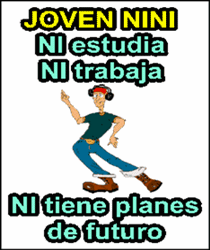 JOVEN NINI
NI estudia
NI trabaja
NI tiene planes
de futuro